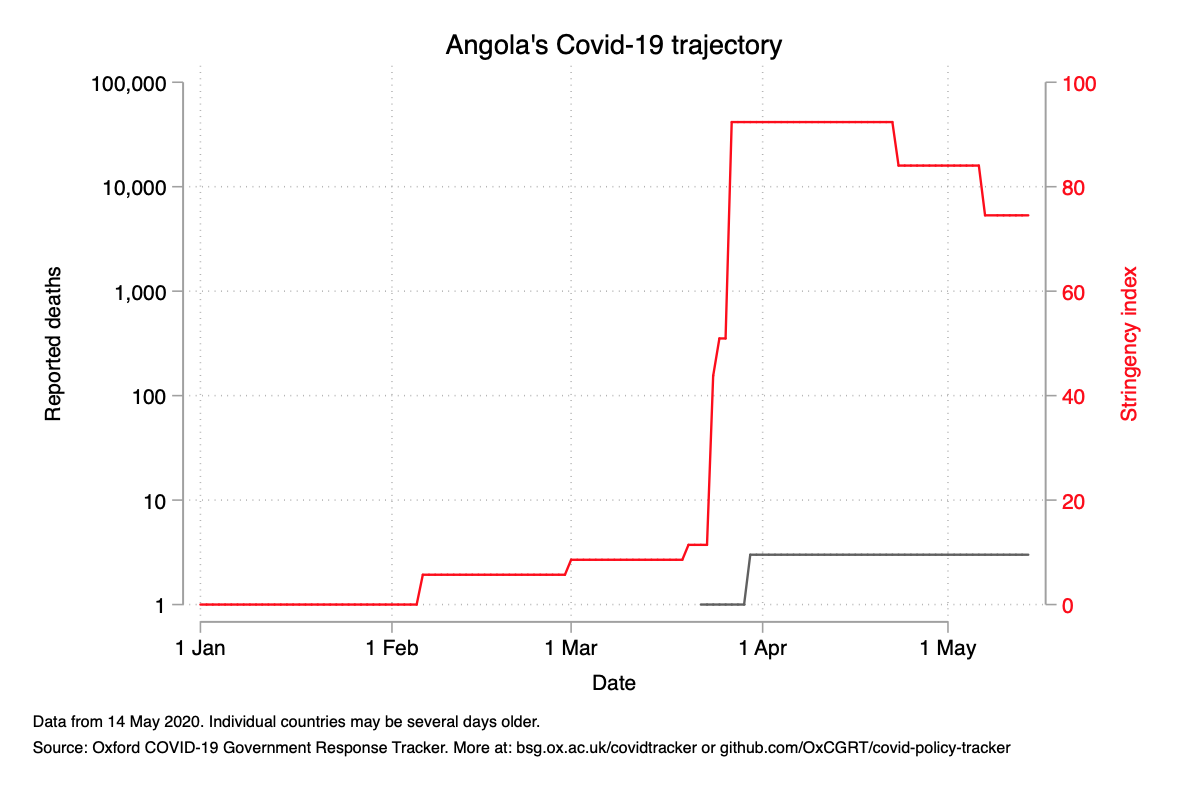 Angola's Covid-19 trajectory
100,000
10,000
1,000
100
10
1
Reported deaths
100
80
60
40
20
0
Stringency index
1 Jan
1 Feb
1 Mar
1 Apr
1 May
Date
Data from 14 May 2020. Individual countries may be several days older.
Source: Oxford COVID-19 Government Response Tracker. More at: bsg.ox.ac.uk/covidtracker or github.com/OxCGRT/covid-policy-tracker